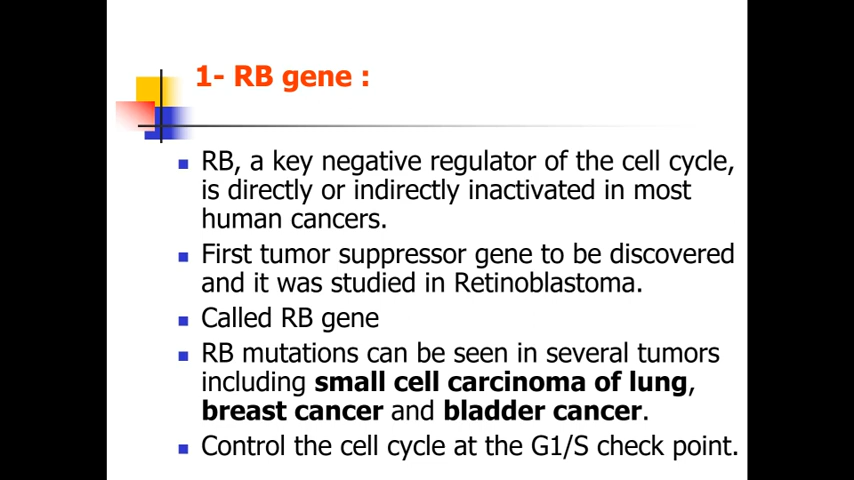 1- RB gene :
RB, a key negative regulator of the cell cycle,
is directly or indirectly inactivated in most
human cancers.
First tumor suppressor gene to be discovered
and it was studied in Retinoblastoma.
Called RB gene
RB mutations can be seen in several tumors
including small cell carcinoma of lung,
breast cancer and bladder cancer.
Control the cell cycle at the G1/S check point.